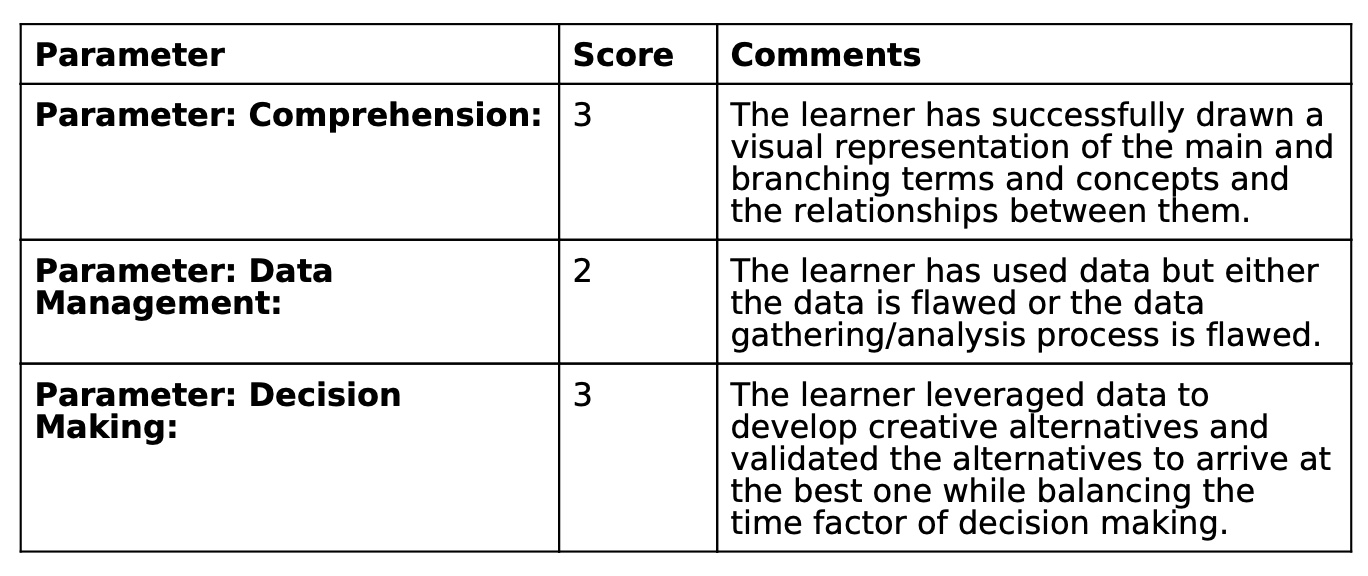 Parameter Score Comments
Parameter: Comprehension: 3 The learner has successfully drawn a
visual representation of the main and
branching terms and concepts and
the relationships between them.
Parameter: Data 2 The learner has used data but either
Management: the data is flawed or the data
gathering/analysis process is flawed.
Parameter: Decision 3 The learner leveraged data to
Making: develop creative alternatives and
validated the alternatives to arrive at
the best one while balancing the
time factor of decision making.